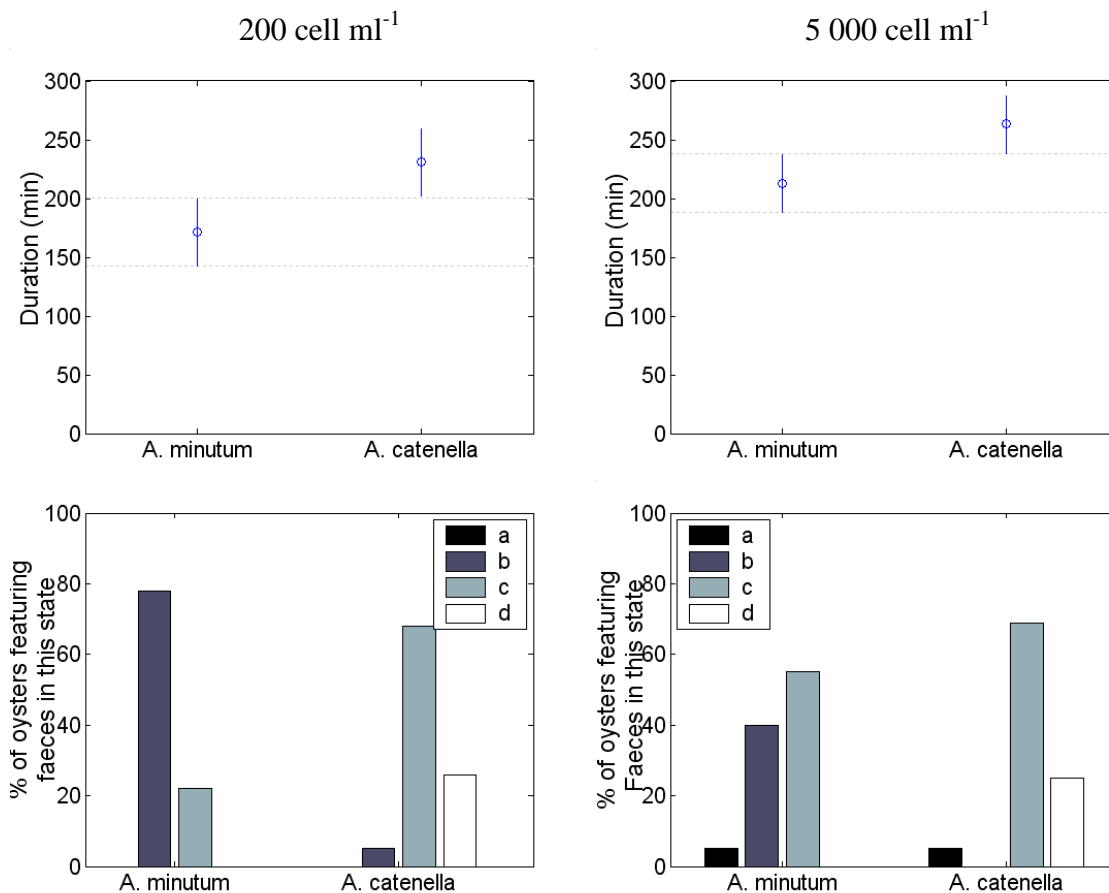 200 cell ml-1
5 000 cell ml-1
300
250
200
150
100
50
0
Duration (min)
A. minutum A. catenella
300
250
200
150
100
50
0
Duration (min)
A. minutum A. catenella
100
80
60
40
20
0
% of oysters featuring
faeces in this state
a
b
c
d
A. minutum A. catenella
100
80
60
40
20
0
% of oysters featuring
Faeces in this state
a
b
c
d
A. minutum A. catenella